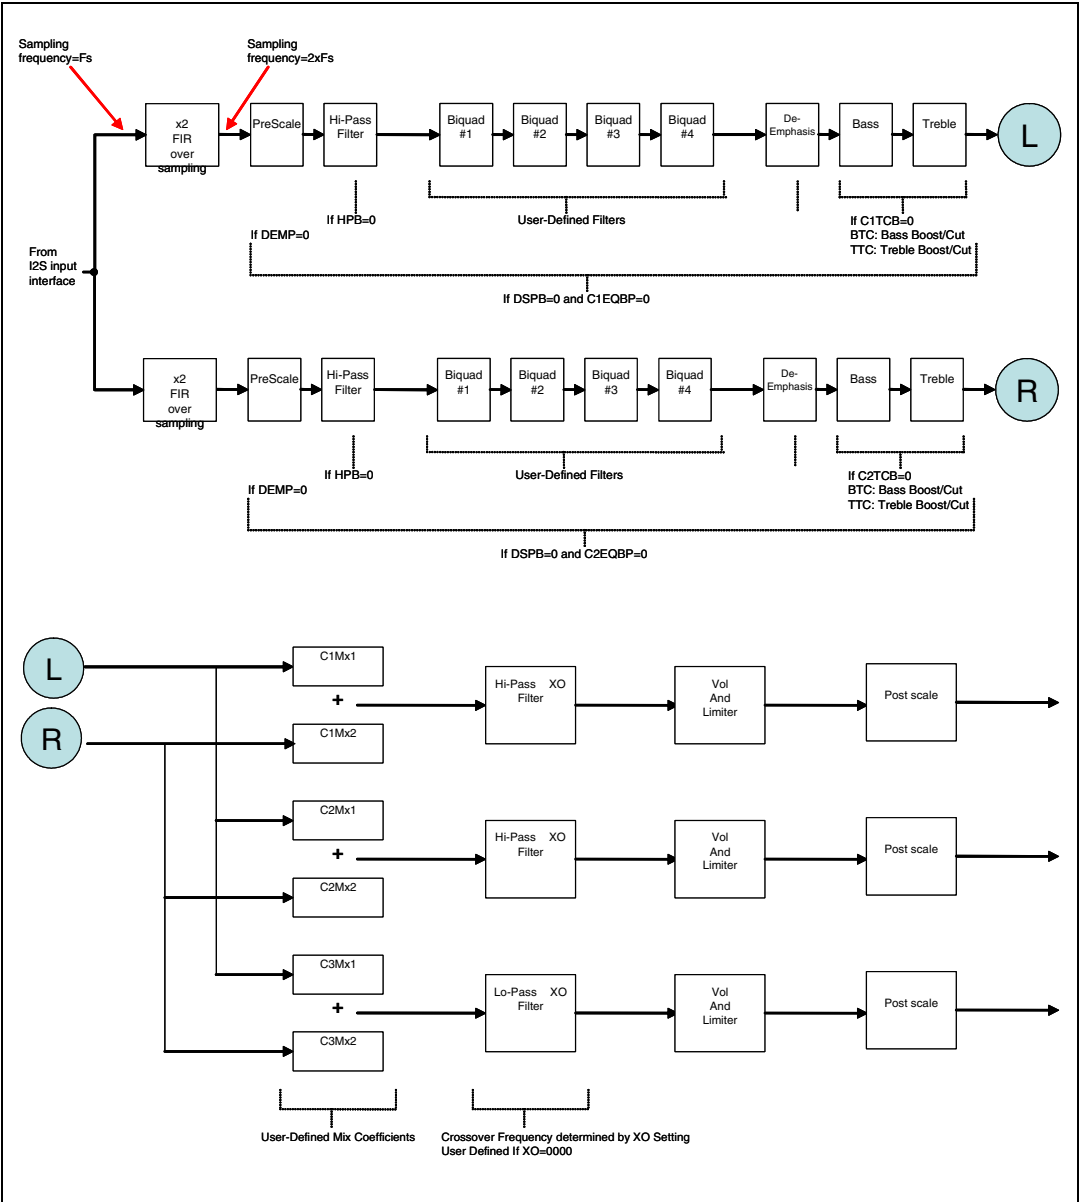 Sampling
frequency=Fs
Sampling
frequency=2xFs
x2
FIR
over
sampling
PreScale
Hi-Pass
Filter
Biquad
#1
Biquad
#2
Biquad
#3
Biquad
#4
De-
Emphasis
Bass
Treble
L
If HPB=0
User-Defined Filters
If C1TCB=0
BTC: Bass Boost/Cut
TTC: Treble Boost/Cut
If DEMP=0
From
I2S input
interface
If DSPB=0 and C1EQBP=0
x2
FIR
over
sampling
PreScale
Hi-Pass
Filter
Biquad
#1
Biquad
#2
Biquad
#3
Biquad
#4
De-
Emphasis
Bass
Treble
R
If HPB=0
User-Defined Filters
If C2TCB=0
BTC: Bass Boost/Cut
TTC: Treble Boost/Cut
If DEMP=0
If DSPB=0 and C2EQBP=0
L
R
C1Mx1
+
C1Mx2
Hi-Pass XO
Filter
Vol
And
Limiter
Post scale
C2Mx1
+
C2Mx2
Hi-Pass XO
Filter
Vol
And
Limiter
Post scale
C3Mx1
+
C3Mx2
Lo-Pass XO
Filter
Vol
And
Limiter
Post scale
User-Defined Mix Coefficients
Crossover Frequency determined by XO Setting
User Defined If XO=0000